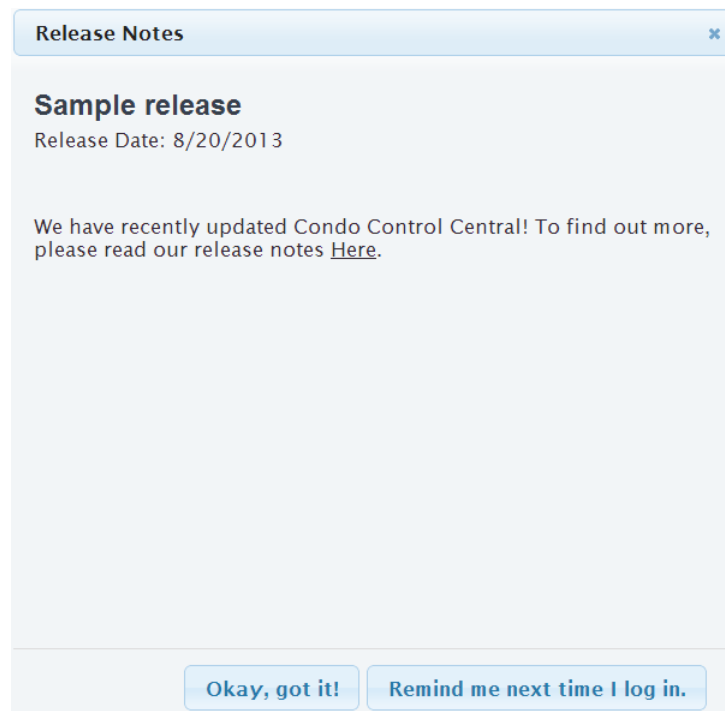 Release Notes
Sample release
Release Date: 8/20/2013
We have recently updated Condo Control Central! To find out more,
please read our release notes Here.
Okay, got it!
Remind me next time I log in.